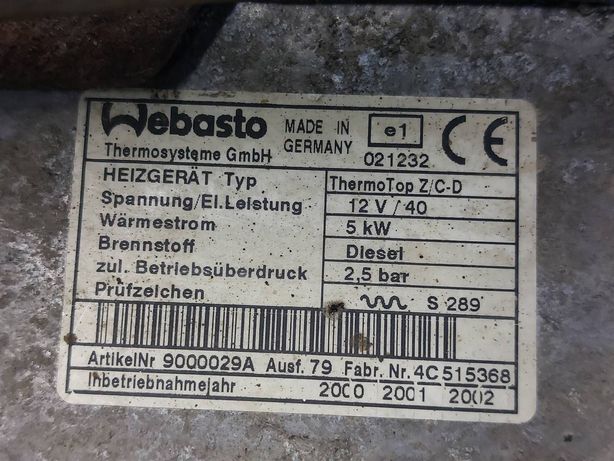 Webasto
Thermosysteme GmbH
MADE IN
GERMANY
e1
021232
CE
HEIZGERÄT Typ ThermoTop Z/C-D
Spannung/El.Leistung 12 V / 40
Wärmestrom 5 kW
Brennstoff Diesel
zul. Betriebsüberdruck 2,5 bar
Prüfzeichen S 289
ArtikelNr 9000029A Ausf. 79 Fabr. Nr. 4C 515368
Inbetriebnahmejahr 2000 2001 2002